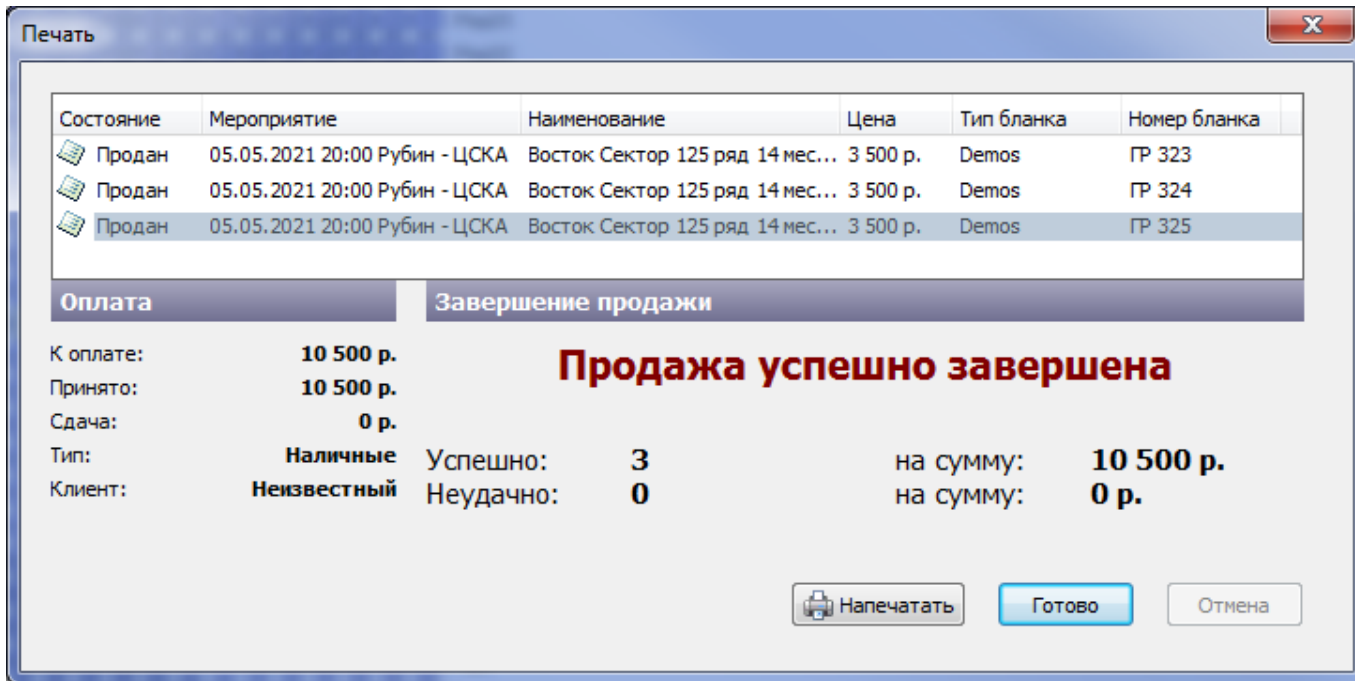 Печать
Состояние Мероприятие Наименование Цена Тип бланка Номер бланка
Продан 05.05.2021 20:00 Рубин - ЦСКА Восток Сектор 125 ряд 14 мес... 3 500 р. Demos ГР 323
Продан 05.05.2021 20:00 Рубин - ЦСКА Восток Сектор 125 ряд 14 мес... 3 500 р. Demos ГР 324
Продан 05.05.2021 20:00 Рубин - ЦСКА Восток Сектор 125 ряд 14 мес... 3 500 р. Demos ГР 325
Оплата
К оплате: 10 500 р.
Принято: 10 500 р.
Сдача: 0 р.
Тип: Наличные
Клиент: Неизвестный
Завершение продажи
Продажа успешно завершена
Успешно: 3 на сумму: 10 500 р.
Неудачно: 0 на сумму: 0 р.
Напечатать Готово Отмена